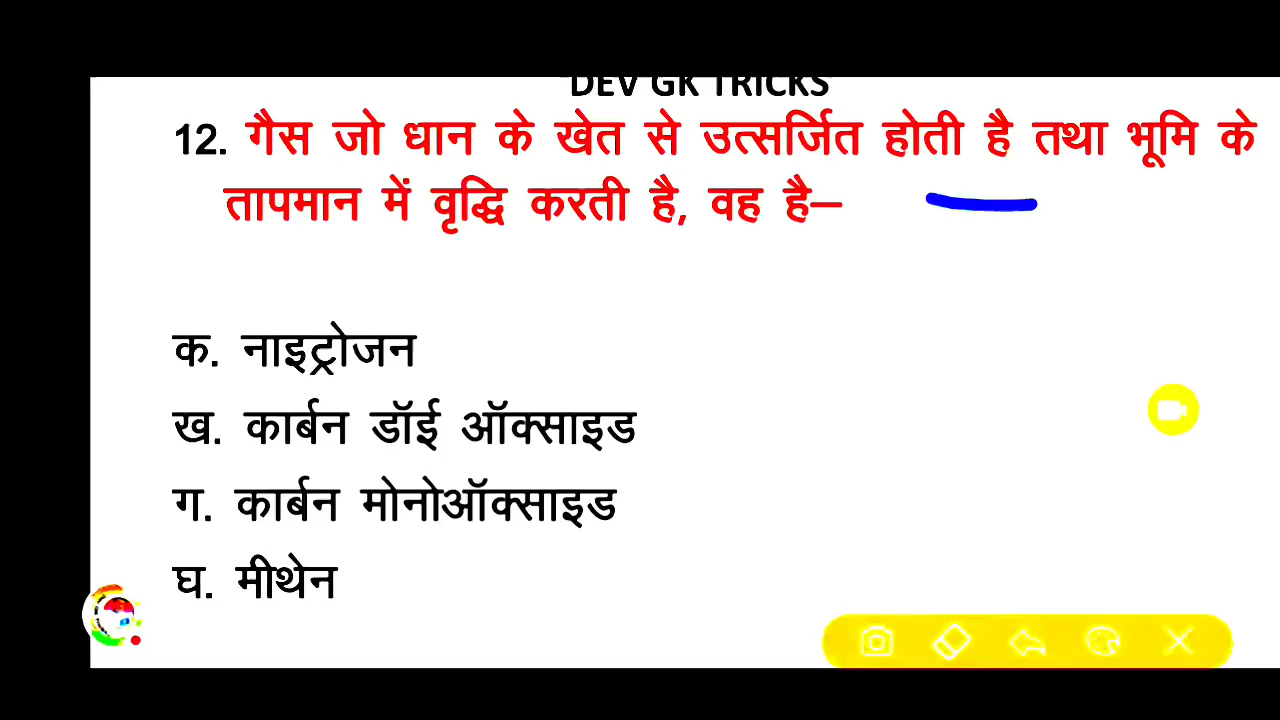 DEV GK TRICKS
12. गैस जो धान के खेत से उत्सर्जित होती है तथा भूमि के
तापमान में वृद्धि करती है, वह है–
क. नाइट्रोजन
ख. कार्बन डॉई ऑक्साइड
ग. कार्बन मोनोऑक्साइड
घ. मीथेन